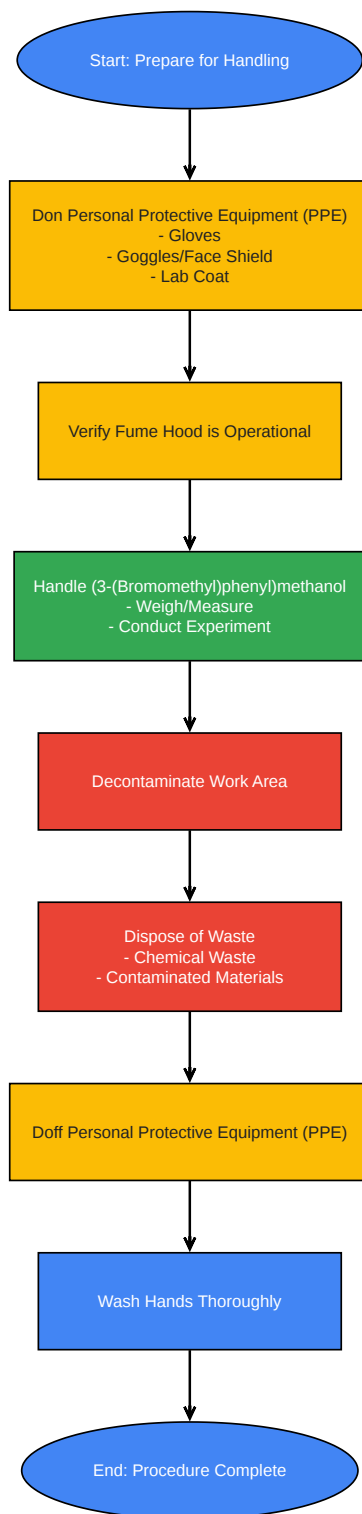 Start: Prepare for Handling
Don Personal Protective Equipment (PPE)
- Gloves
- Goggles/Face Shield
- Lab Coat
Verify Fume Hood is Operational
Handle (3-(Bromomethyl)phenyl)methanol
- Weigh/Measure
- Conduct Experiment
Decontaminate Work Area
Dispose of Waste
- Chemical Waste
- Contaminated Materials
Doff Personal Protective Equipment (PPE)
Wash Hands Thoroughly
End: Procedure Complete